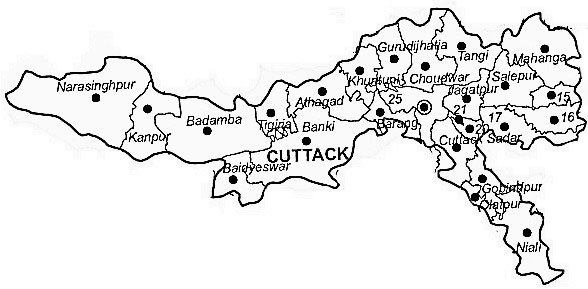 Gurudijhatia
Tangi
Mahanga
Narasinghpur
Khuntuni
Choudwar
Salepur
Jagatpur
15
Athagad
25
Kanpur
Badamba
Tigiria
Banki
Barang
21
17
16
20
CUTTACK
Cuttack Sadar
Baidyeswar
Gobindpur
Olatpur
Niali